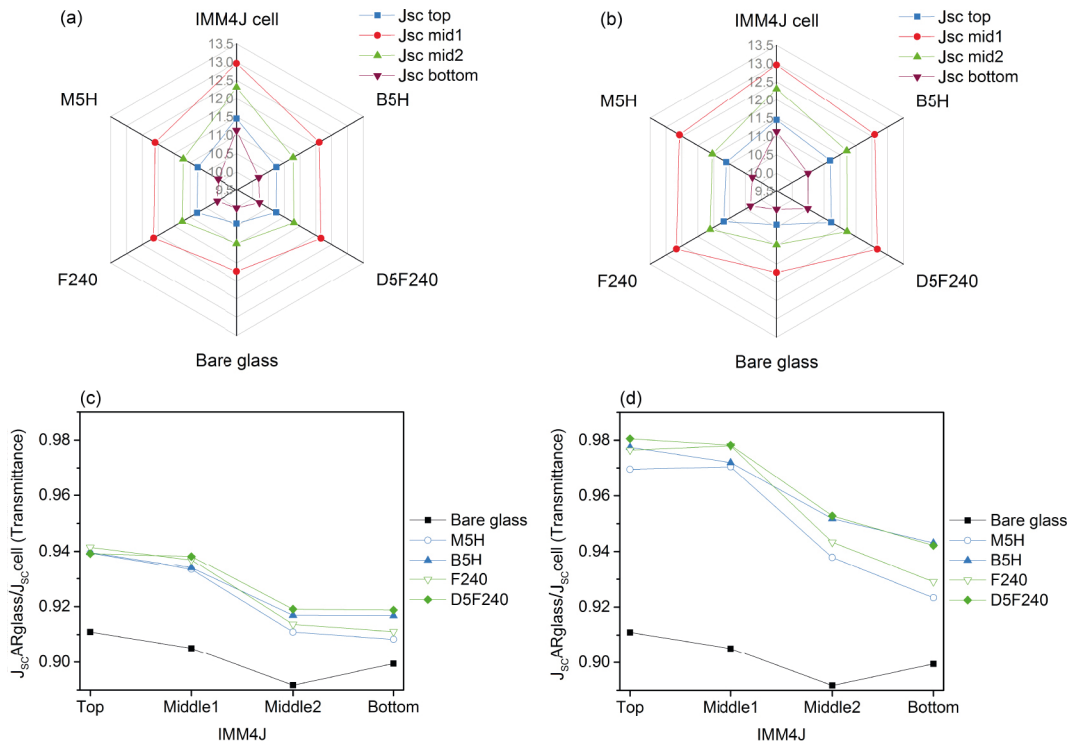 (a)
IMM4J cell
Jsc top
Jsc mid1
Jsc mid2
Jsc bottom
13.5
13.0
12.5
12.0
11.5
11.0
10.5
10.0
9.5
M5H
B5H
F240
D5F240
Bare glass
(b)
IMM4J cell
Jsc top
Jsc mid1
Jsc mid2
Jsc bottom
13.5
13.0
12.5
12.0
11.5
11.0
10.5
10.0
9.5
M5H
B5H
F240
D5F240
Bare glass
(c)
JSCARglass/JSCcell (Transmittance)
0.98
0.96
0.94
0.92
0.90
Top Middle1 Middle2 Bottom
IMM4J
Bare glass
M5H
B5H
F240
D5F240
(d)
JSCARglass/JSCcell (Transmittance)
0.98
0.96
0.94
0.92
0.90
Top Middle1 Middle2 Bottom
IMM4J
Bare glass
M5H
B5H
F240
D5F240